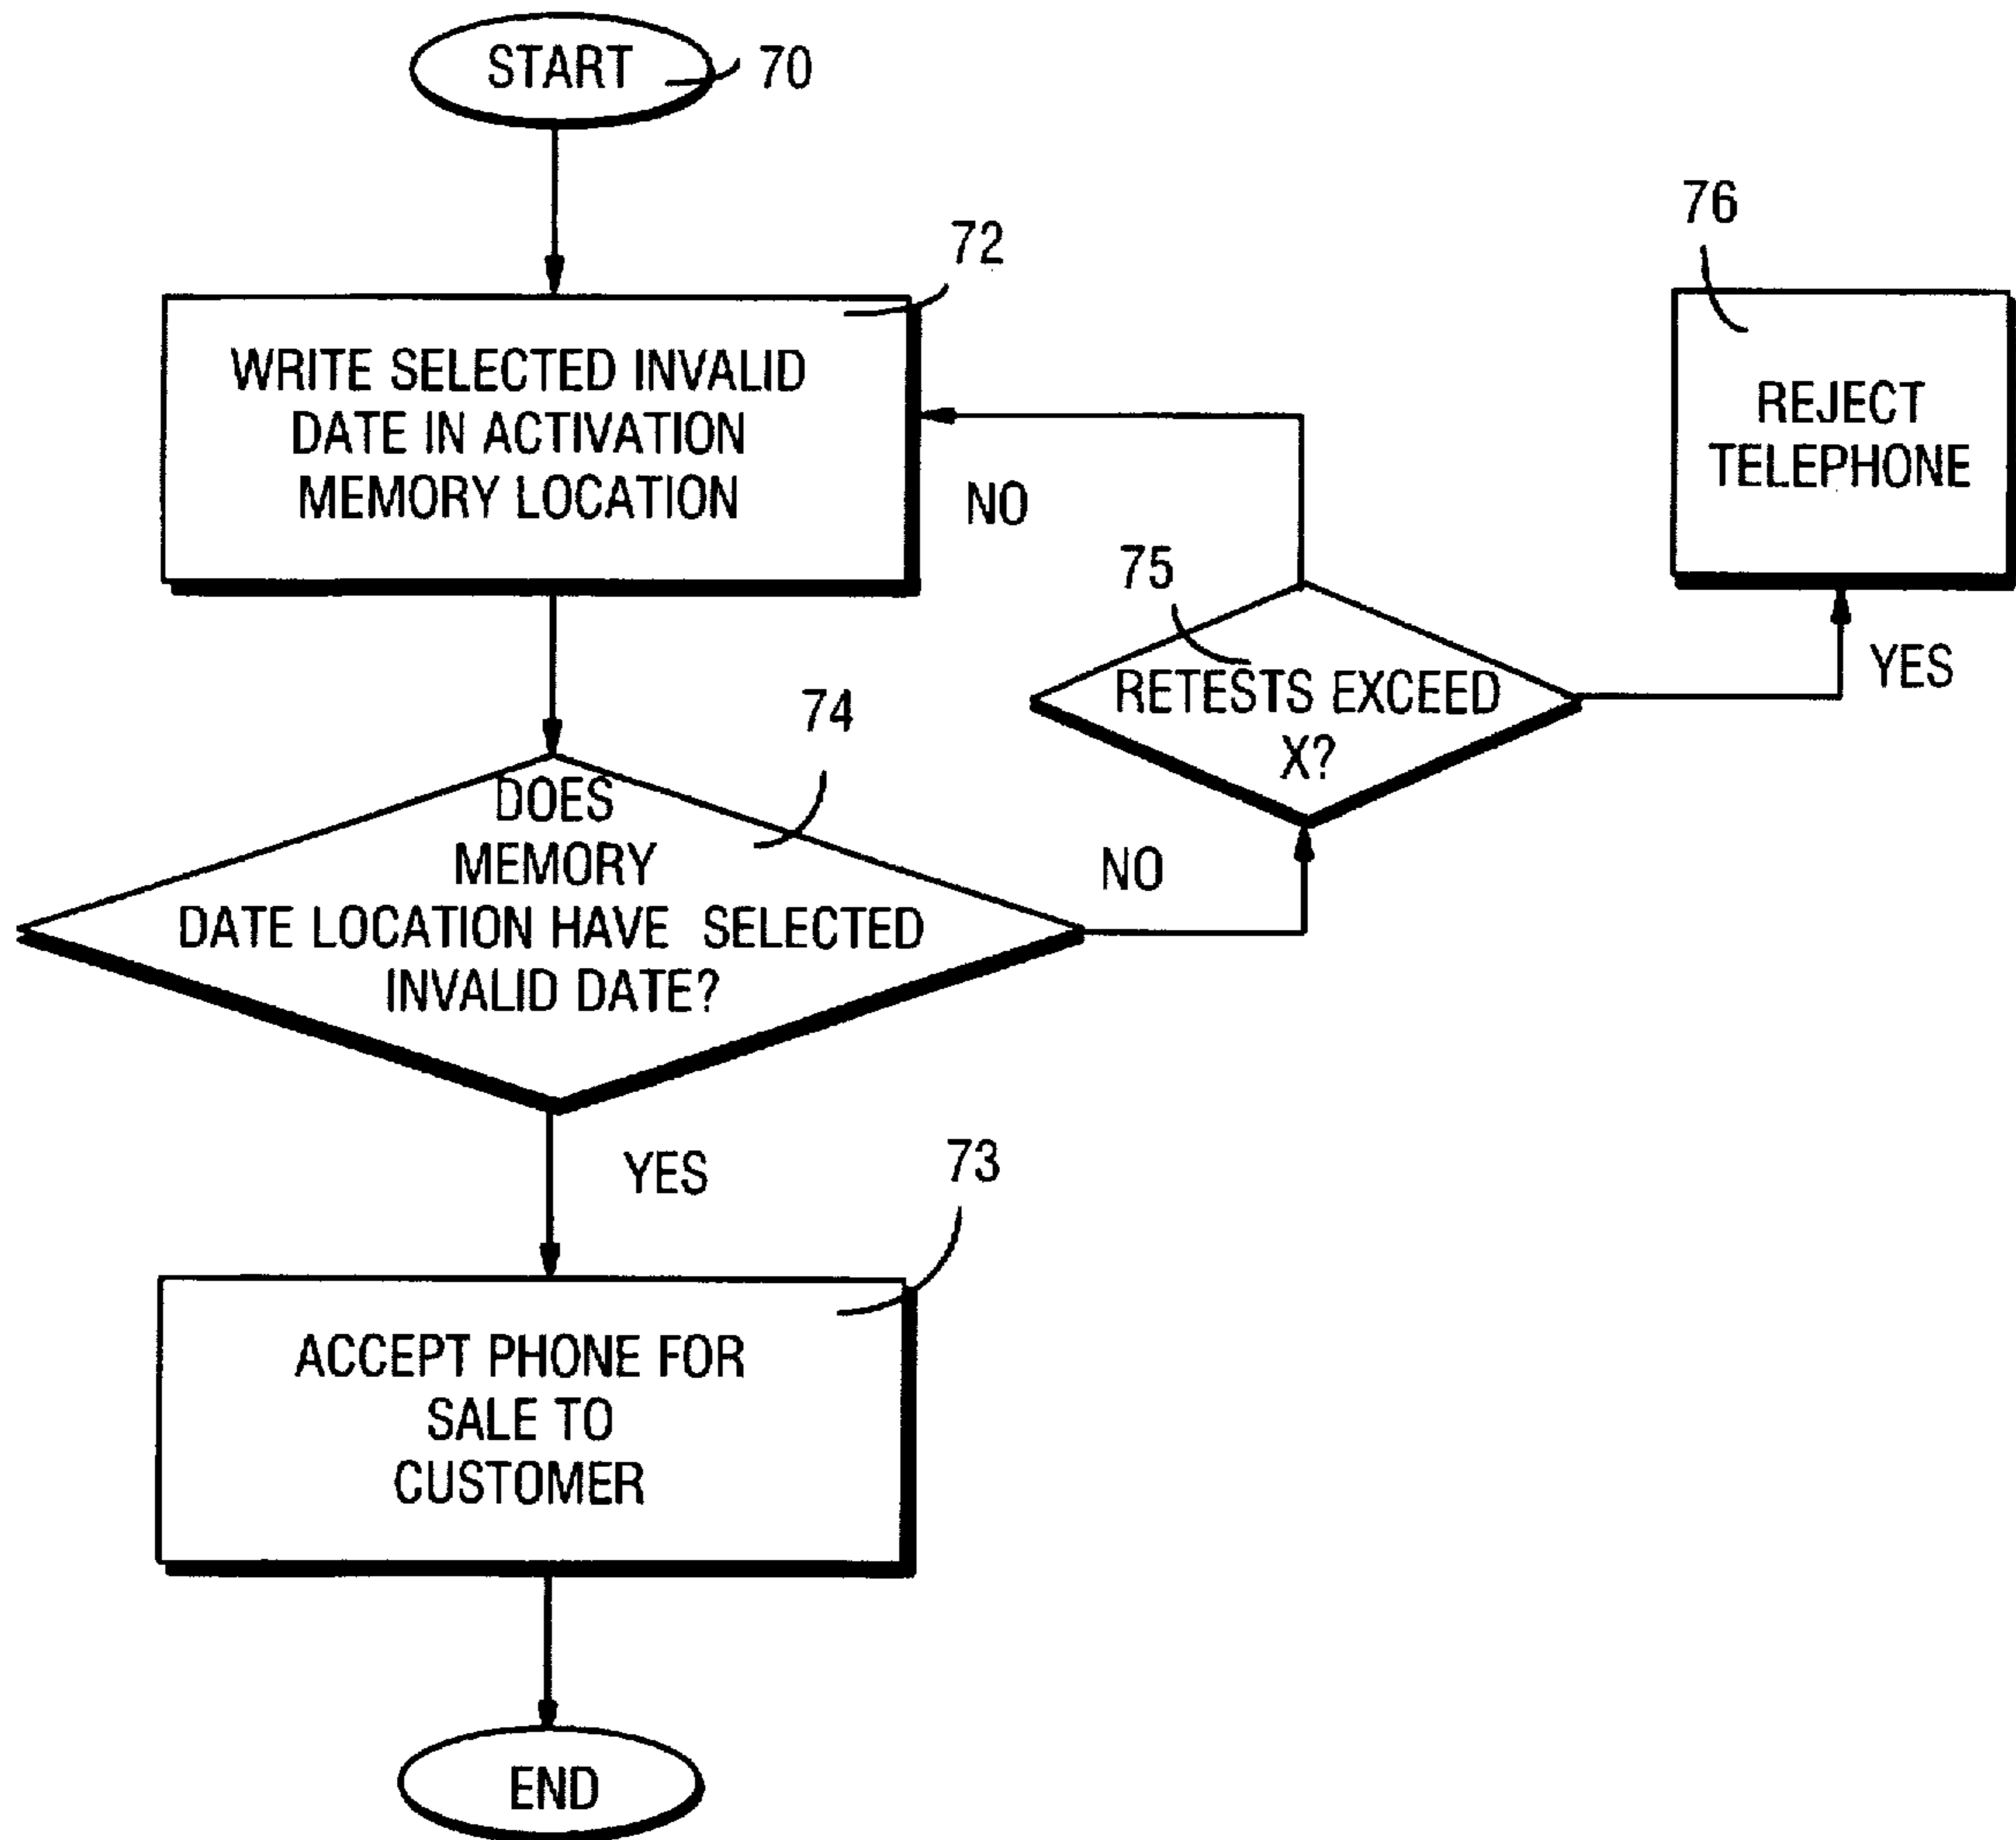 START
70
72
WRITE SELECTED INVALID
DATE IN ACTIVATION
MEMORY LOCATION
NO
76
REJECT
TELEPHONE
75
RETESTS EXCEED
X?
YES
74
DOES
MEMORY
DATE LOCATION HAVE SELECTED
INVALID DATE?
NO
YES
73
ACCEPT PHONE FOR
SALE TO
CUSTOMER
END